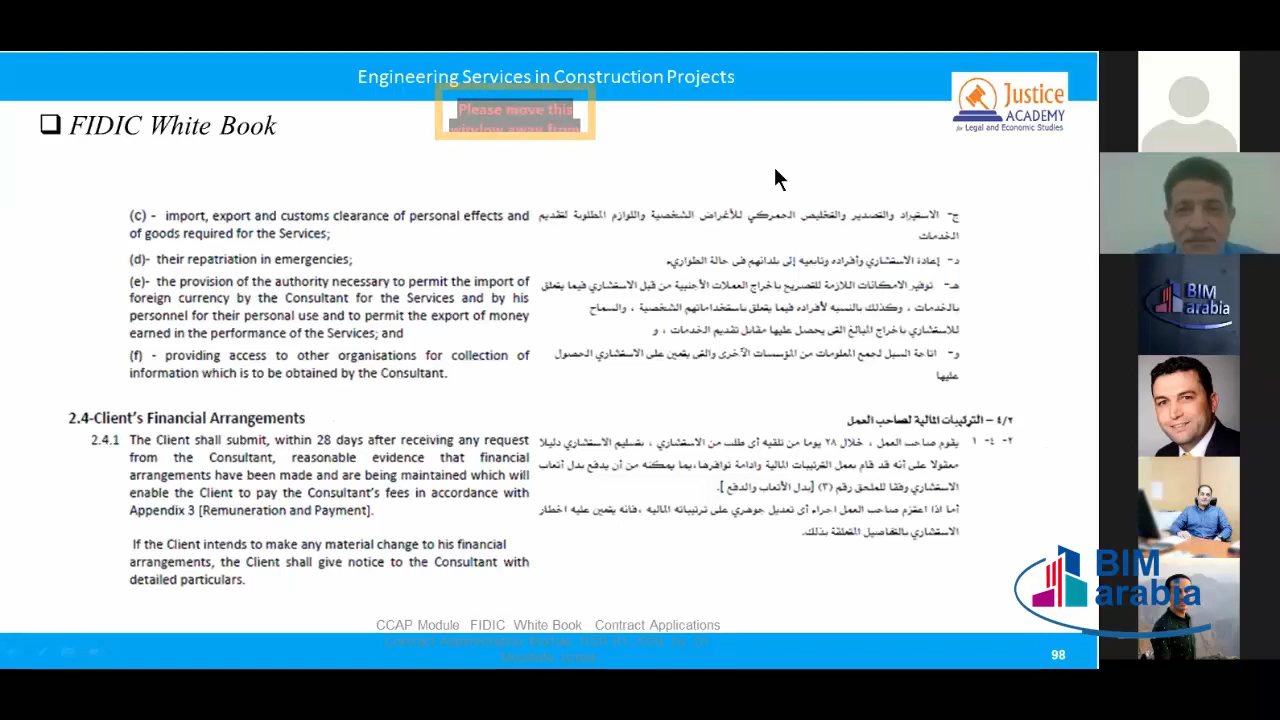 Engineering Services in Construction Projects
Please move this
window away from
Justice
ACADEMY
for Legal and Economic Studies
❑ FIDIC White Book
(c) - import, export and customs clearance of personal effects and
of goods required for the Services;
(d)- their repatriation in emergencies;
(e)- the provision of the authority necessary to permit the import of
foreign currency by the Consultant for the Services and by his
personnel for their personal use and to permit the export of money
earned in the performance of the Services; and
(f) - providing access to other organisations for collection of
information which is to be obtained by the Consultant.
ج- الاستيراد والتصدير والتخليص الجمركي للأغراض الشخصية واللوازم المطلوبة لتقديم
الخدمات
د- إعادة الاستشاري وأفراده وتابعيه إلى بلدانهم فى حالة الطوارىء
هـ- توفير الامكانات اللازمة للتصريح باخراج العملات الأجنبية من قبل الاستشاري فيما يتعلق
بالخدمات ، وكذلك بالنسبه لأفراده فيما يتعلق باستخداماتهم الشخصية ، والسماح
للاستشاري باخراج المبالغ التى يحصل عليها مقابل تقديم الخدمات ، و
و- اتاحة السبل لجمع المعلومات من المؤسسات الآخرى والتى يتعين على الاستشاري الحصول
عليها
2.4-Client's Financial Arrangements
2.4.1 The Client shall submit, within 28 days after receiving any request
from the Consultant, reasonable evidence that financial
arrangements have been made and are being maintained which will
enable the Client to pay the Consultant's fees in accordance with
Appendix 3 [Remuneration and Payment].
If the Client intends to make any material change to his financial
arrangements, the Client shall give notice to the Consultant with
detailed particulars.
٤/٢ – الترتيبات المالية لصاحب العمل
٢- ٤- ١ يقوم صاحب العمل ، خلال ٢٨ يوما من تلقيه أى طلب من الاستشاري ، بتسليم الاستشاري دليلا
معقولا على أنه قد قام بعمل الترتيبات المالية وادامة توافرها، بما يمكنه من أن يدفع بدل أتعاب
الاستشاري وفقا للملحق رقم (٣) [بدل الأتعاب والدفع ].
أما اذا اعتزم صاحب العمل اجراء أى تعديل جوهري على ترتيباته الماليه ، فانه يتعين عليه اخطار
الاستشاري بالتفاصيل المتعلقة بذلك.
CCAP Module FIDIC White Book Contract Applications
98
BIM
arabia
BIM
arabia